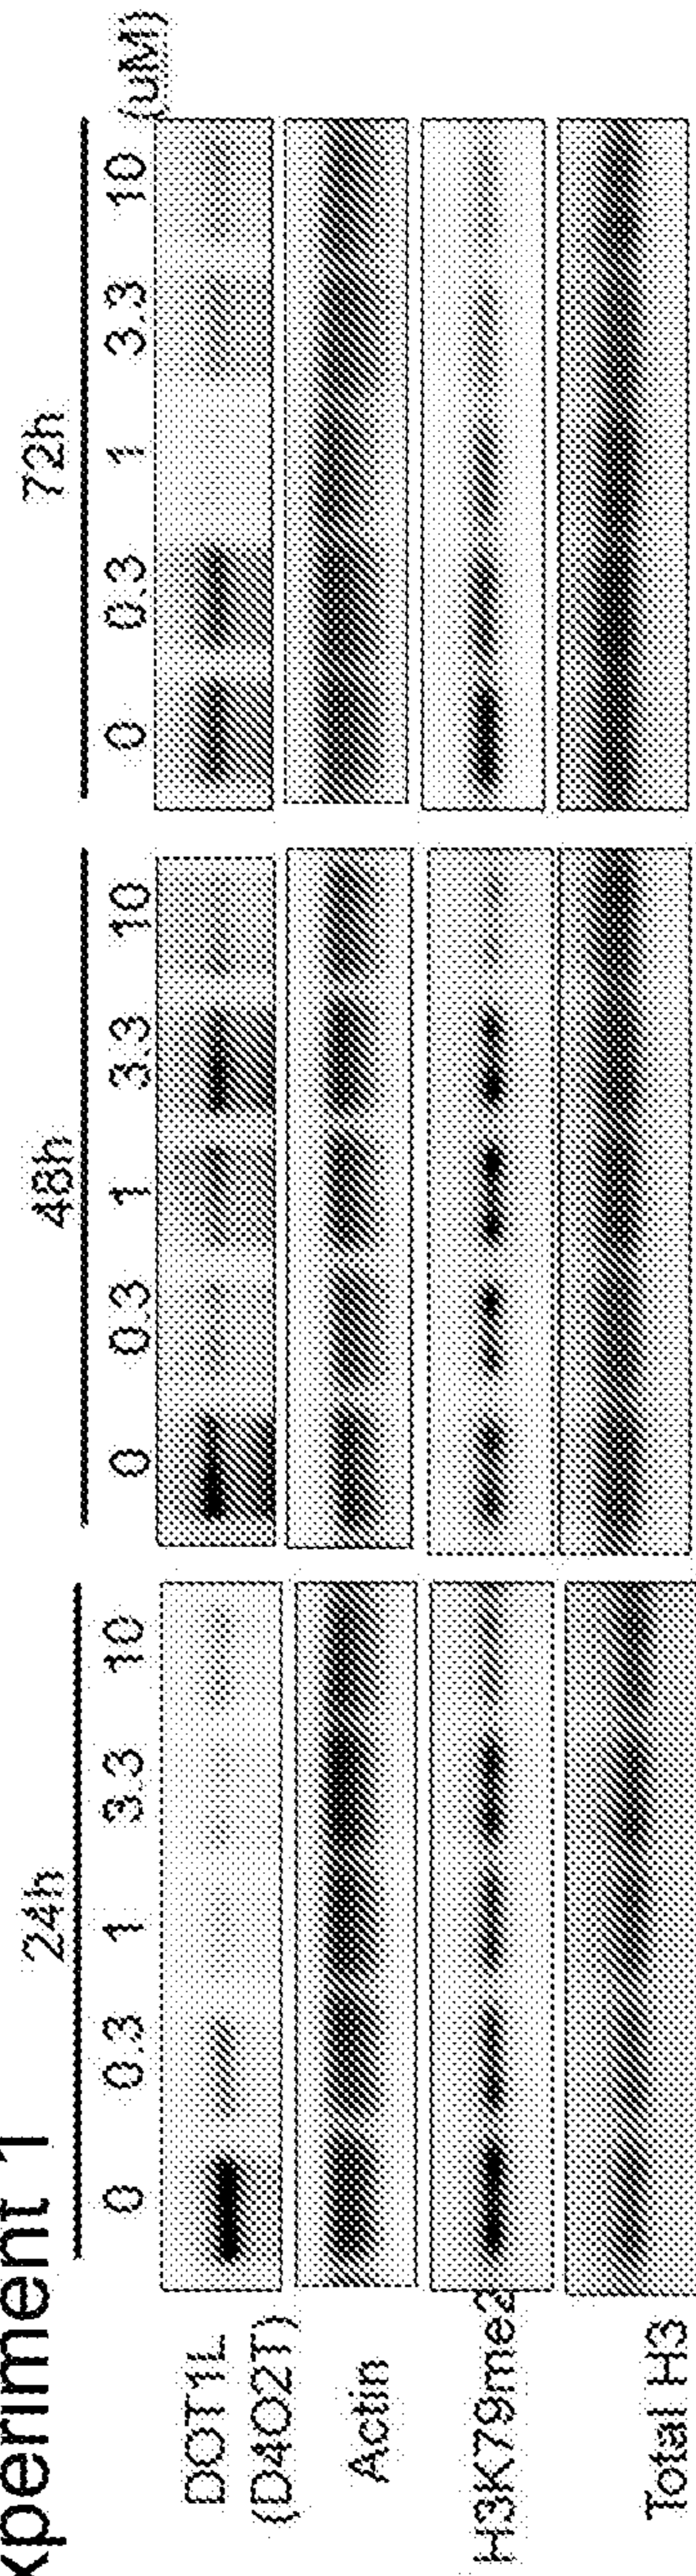 xperiment 1
24h 48h 72h
0 0.3 1 3.3 10 0 0.3 1 3.3 10 0 0.3 1 3.3 10 (uM)
DOT1L
(D4O2T)
Actin
H3K79me2
Total H3